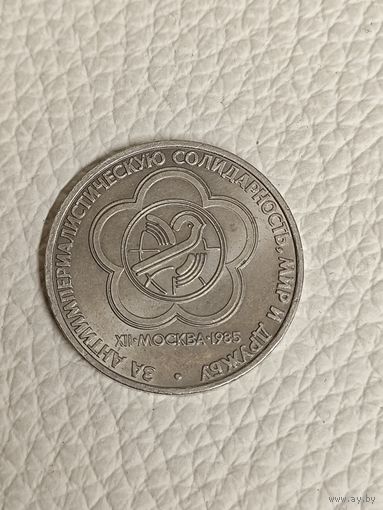 ЗА АНТИИМПЕРИАЛИСТИЧЕСКУЮ СОЛИДАРНОСТЬ, МИР И ДРУЖБУ •
XII•МОСКВА•1985
www.ay.by